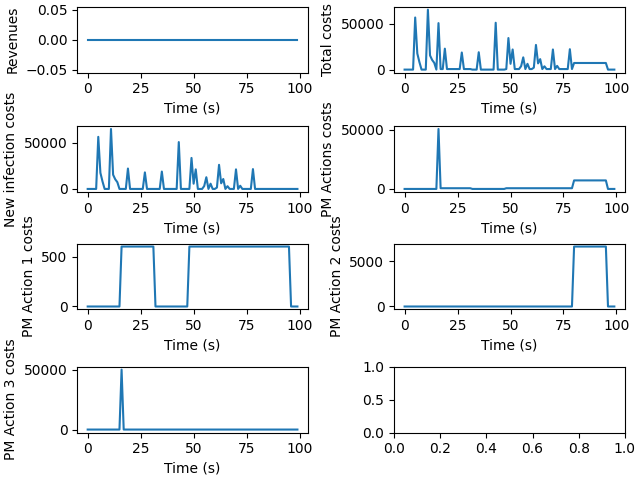 Revenues
0.05
0.00
−0.05
0 25 50 75 100
Time (s)
Total costs
50000
0
0 25 50 75 100
Time (s)
New infection costs
50000
0
0 25 50 75 100
Time (s)
PM Actions costs
50000
0
0 25 50 75 100
Time (s)
PM Action 1 costs
500
0
0 25 50 75 100
Time (s)
PM Action 2 costs
5000
0
0 25 50 75 100
Time (s)
PM Action 3 costs
50000
0
0 25 50 75 100
Time (s)
1.0
0.5
0.0
0.0 0.2 0.4 0.6 0.8 1.0